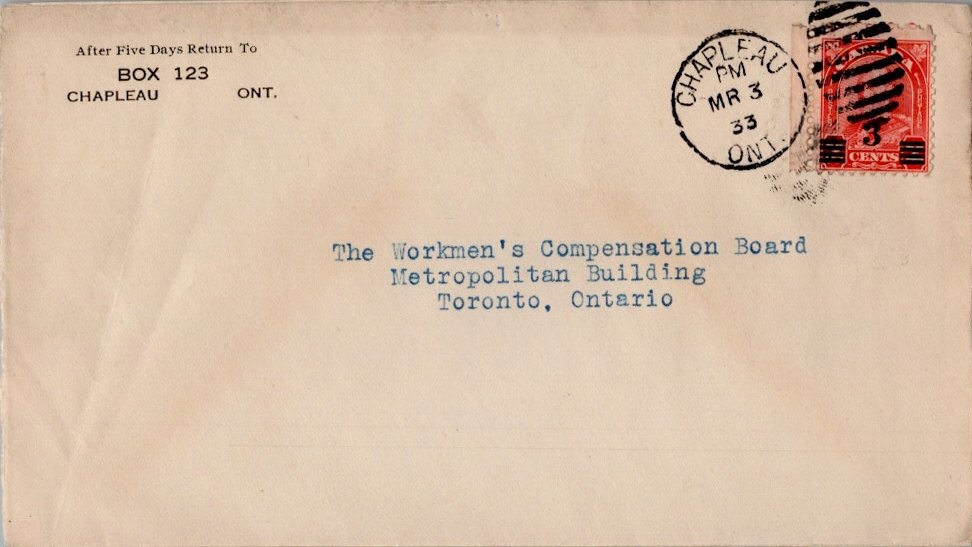 After Five Days Return To
BOX 123
CHAPLEAU ONT.
CHAPLEAU
PM
MR 3
33
ONT.
3
CENTS
The Workmen's Compensation Board
Metropolitan Building
Toronto, Ontario